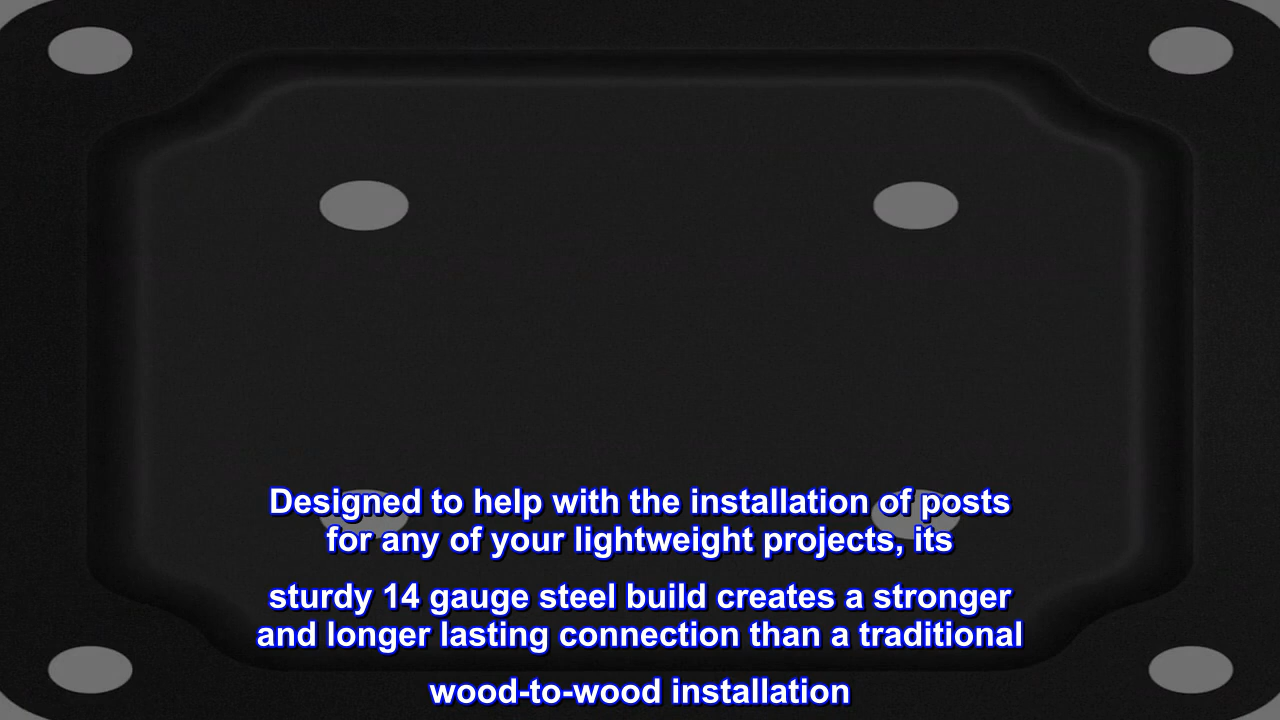 Designed to help with the installation of posts
for any of your lightweight projects, its
sturdy 14 gauge steel build creates a stronger
and longer lasting connection than a traditional
wood-to-wood installation